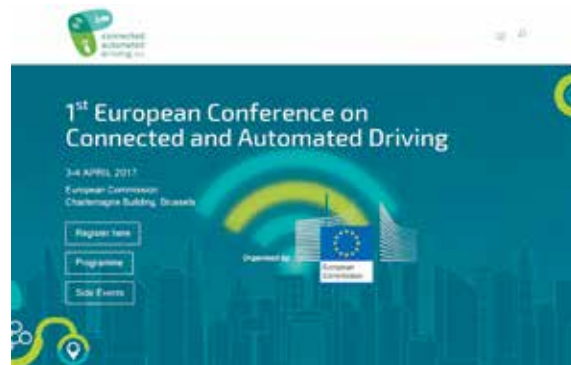 connected
automated
driving.eu
1st European Conference on
Connected and Automated Driving
3-4 APRIL 2017
European Commission
Charlemagne Building, Brussels
Register here
Programme
Side Events
Organised by
European
Commission